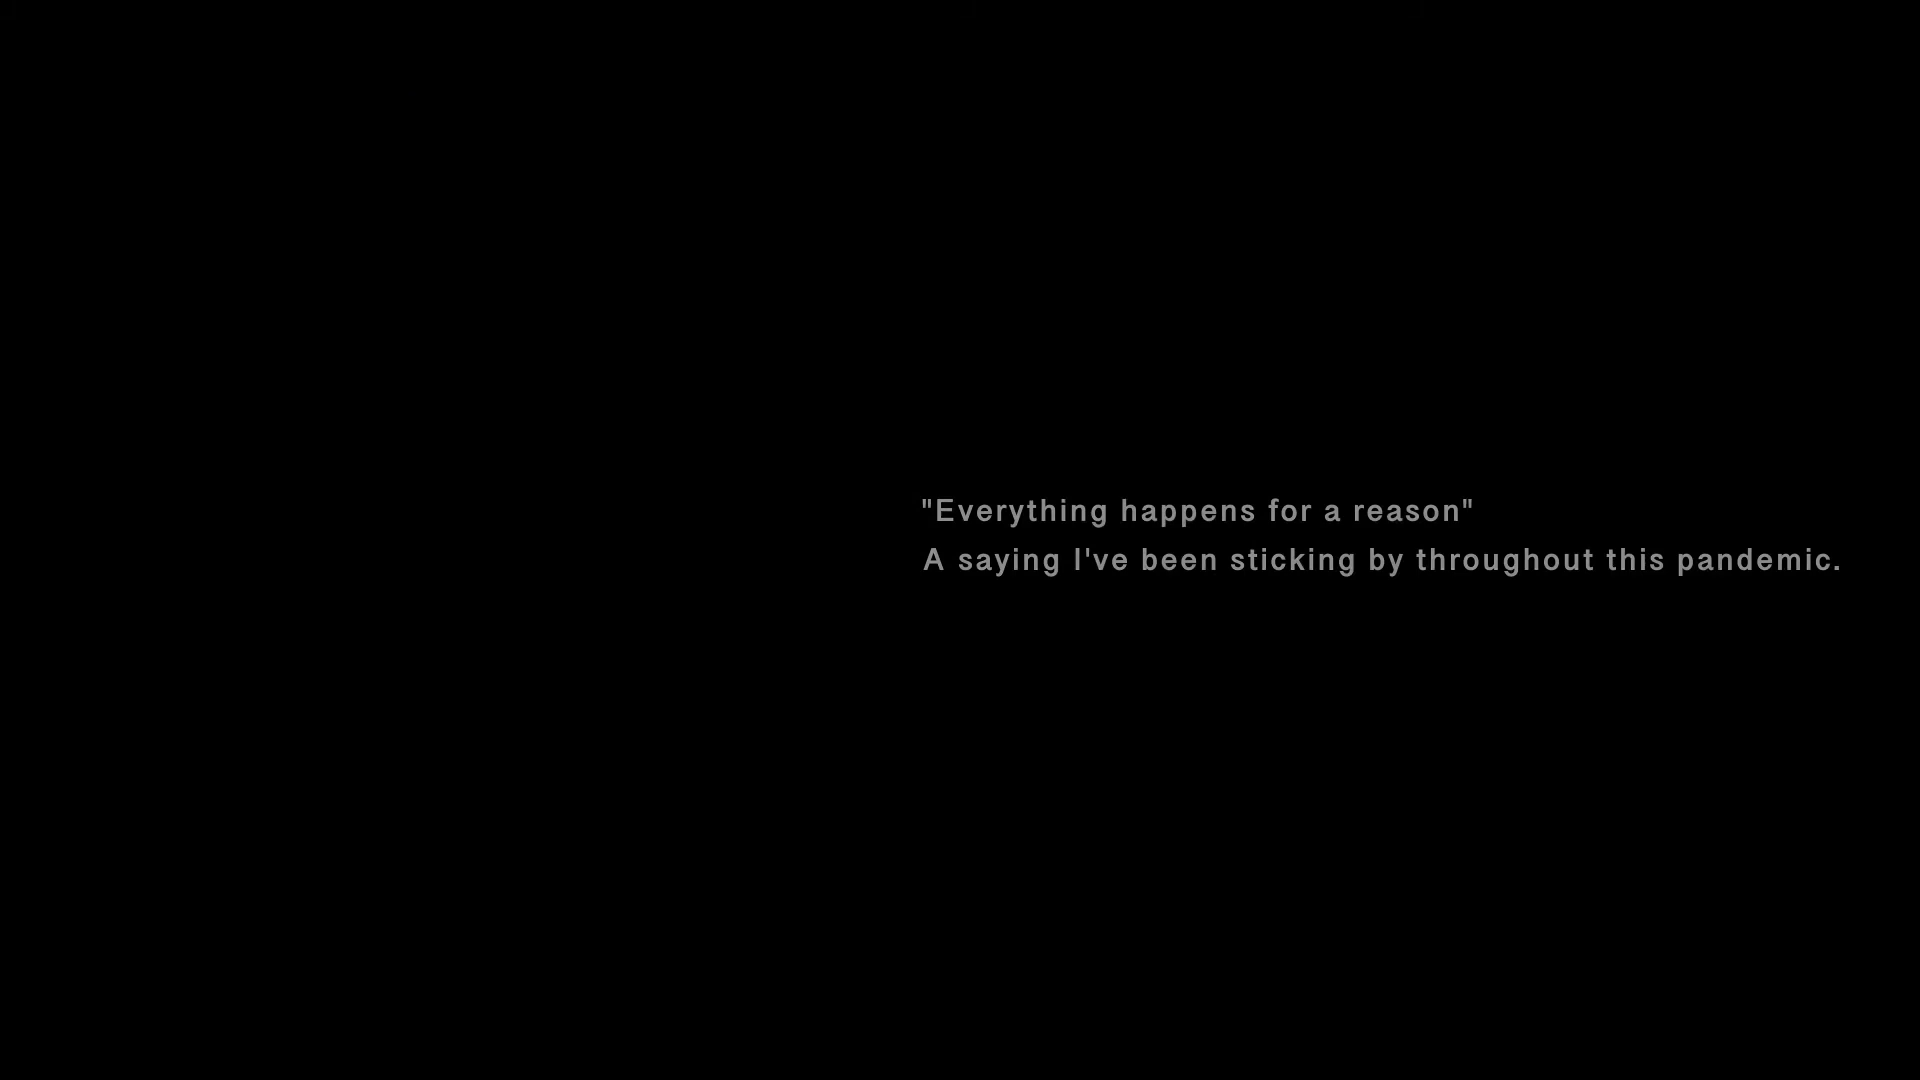 "Everything happens for a reason"
A saying I've been sticking by throughout this pandemic.